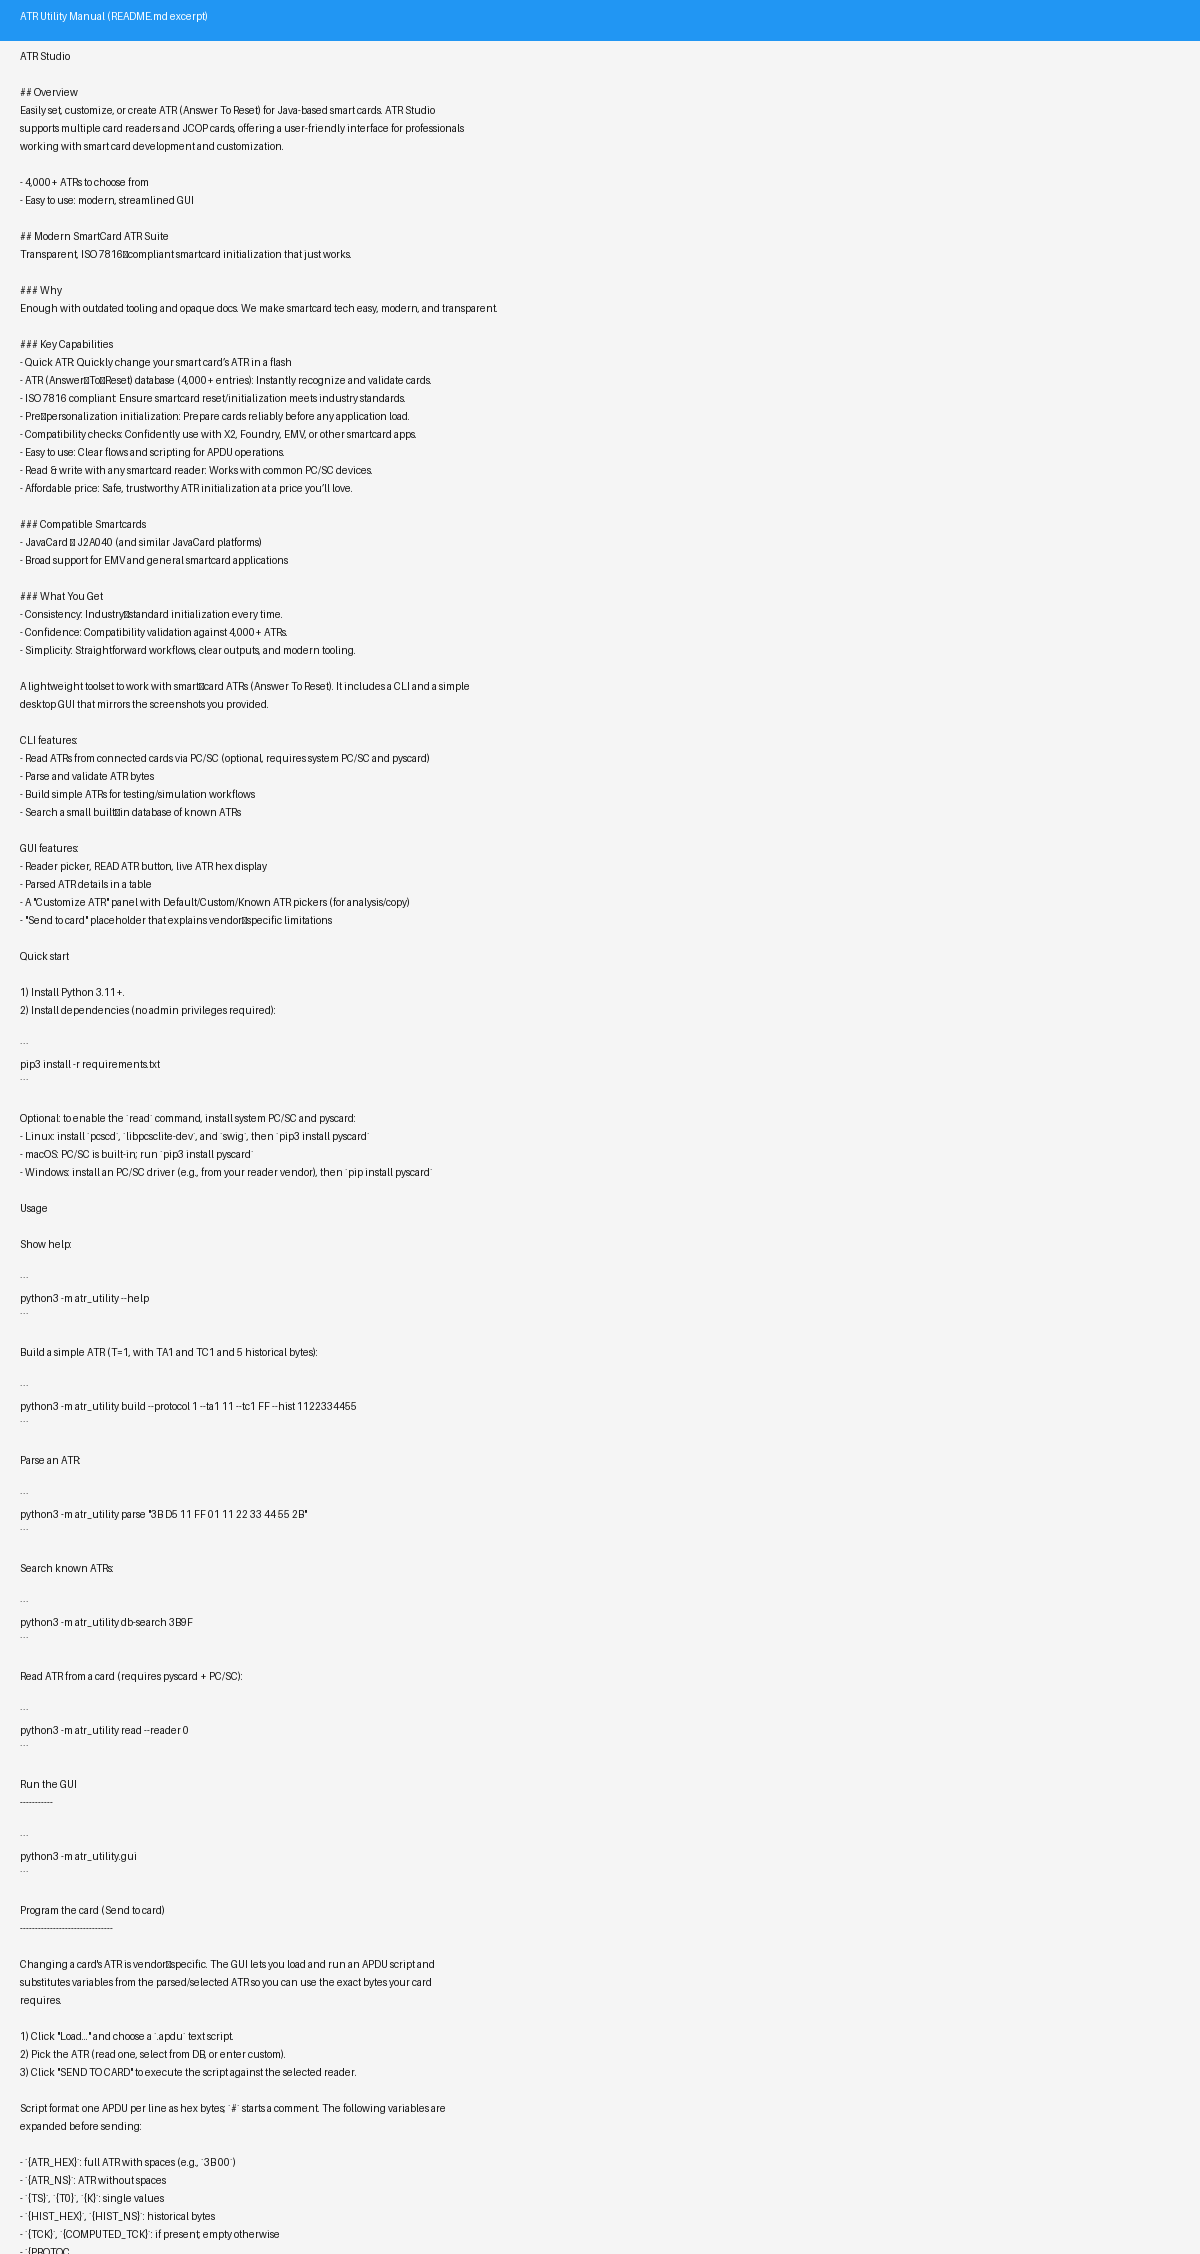 ATR Utility Manual (README.md excerpt)
ATR Studio
## Overview
Easily set, customize, or create ATR (Answer To Reset) for Java-based smart cards. ATR Studio
supports multiple card readers and JCOP cards, offering a user-friendly interface for professionals
working with smart card development and customization.
- 4,000+ ATRs to choose from
- Easy to use: modern, streamlined GUI
## Modern SmartCard ATR Suite
Transparent, ISO 7816▯compliant smartcard initialization that just works.
### Why
Enough with outdated tooling and opaque docs. We make smartcard tech easy, modern, and transparent.
### Key Capabilities
- Quick ATR: Quickly change your smart card’s ATR in a flash
- ATR (Answer▯To▯Reset) database (4,000+ entries): Instantly recognize and validate cards.
- ISO 7816 compliant: Ensure smartcard reset/initialization meets industry standards.
- Pre▯personalization initialization: Prepare cards reliably before any application load.
- Compatibility checks: Confidently use with X2, Foundry, EMV, or other smartcard apps.
- Easy to use: Clear flows and scripting for APDU operations.
- Read & write with any smartcard reader: Works with common PC/SC devices.
- Affordable price: Safe, trustworthy ATR initialization at a price you’ll love.
### Compatible Smartcards
- JavaCard ▯ J2A040 (and similar JavaCard platforms)
- Broad support for EMV and general smartcard applications
### What You Get
- Consistency: Industry▯standard initialization every time.
- Confidence: Compatibility validation against 4,000+ ATRs.
- Simplicity: Straightforward workflows, clear outputs, and modern tooling.
A lightweight toolset to work with smart▯card ATRs (Answer To Reset). It includes a CLI and a simple
desktop GUI that mirrors the screenshots you provided.
CLI features:
- Read ATRs from connected cards via PC/SC (optional, requires system PC/SC and pyscard)
- Parse and validate ATR bytes
- Build simple ATRs for testing/simulation workflows
- Search a small built▯in database of known ATRs
GUI features:
- Reader picker, READ ATR button, live ATR hex display
- Parsed ATR details in a table
- A "Customize ATR" panel with Default/Custom/Known ATR pickers (for analysis/copy)
- "Send to card" placeholder that explains vendor▯specific limitations
Quick start
1) Install Python 3.11+.
2) Install dependencies (no admin privileges required):
```
pip3 install -r requirements.txt
```
Optional: to enable the `read` command, install system PC/SC and pyscard:
- Linux: install `pcscd`, `libpcsclite-dev`, and `swig`, then `pip3 install pyscard`
- macOS: PC/SC is built-in; run `pip3 install pyscard`
- Windows: install an PC/SC driver (e.g., from your reader vendor), then `pip install pyscard`
Usage
Show help:
```
python3 -m atr_utility --help
```
Build a simple ATR (T=1, with TA1 and TC1 and 5 historical bytes):
```
python3 -m atr_utility build --protocol 1 --ta1 11 --tc1 FF --hist 1122334455
```
Parse an ATR:
```
python3 -m atr_utility parse "3B D5 11 FF 01 11 22 33 44 55 2B"
```
Search known ATRs:
```
python3 -m atr_utility db-search 3B9F
```
Read ATR from a card (requires pyscard + PC/SC):
```
python3 -m atr_utility read --reader 0
```
Run the GUI
-----------
```
python3 -m atr_utility.gui
```
Program the card (Send to card)
-------------------------------
Changing a card's ATR is vendor▯specific. The GUI lets you load and run an APDU script and
substitutes variables from the parsed/selected ATR so you can use the exact bytes your card
requires.
1) Click "Load…" and choose a `.apdu` text script.
2) Pick the ATR (read one, select from DB, or enter custom).
3) Click "SEND TO CARD" to execute the script against the selected reader.
Script format: one APDU per line as hex bytes; `#` starts a comment. The following variables are
expanded before sending:
- `{ATR_HEX}`: full ATR with spaces (e.g., `3B 00`)
- `{ATR_NS}`: ATR without spaces
- `{TS}`, `{T0}`, `{K}`: single values
- `{HIST_HEX}`, `{HIST_NS}`: historical bytes
- `{TCK}`, `{COMPUTED_TCK}`: if present; empty otherwise
- `{PROTOC